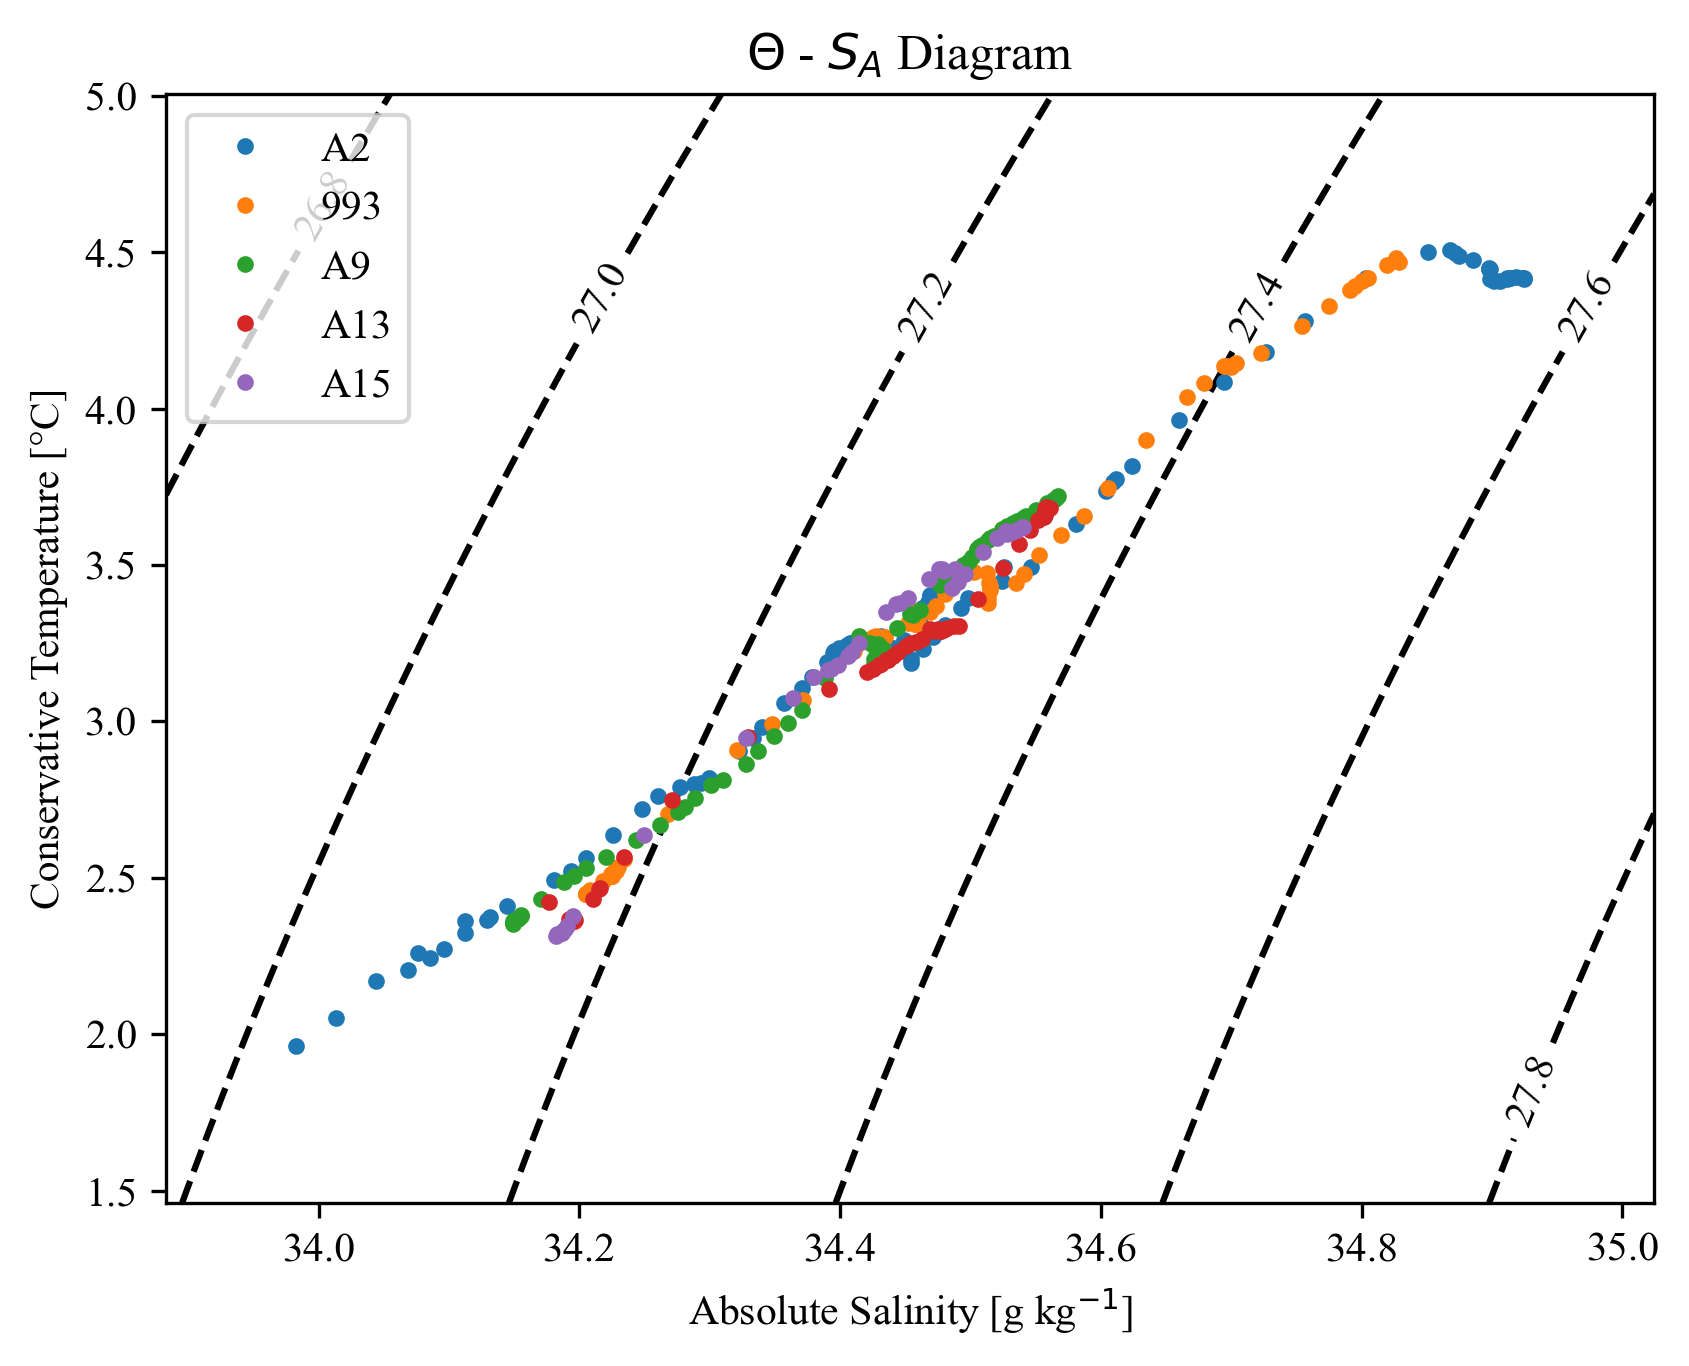 Θ - S_A Diagram
5.0
4.5
4.0
3.5
3.0
2.5
2.0
1.5
Conservative Temperature [°C]
A2
993
A9
A13
A15
26.8
27.0
27.2
27.4
27.6
27.8
34.0 34.2 34.4 34.6 34.8 35.0
Absolute Salinity [g kg⁻¹]